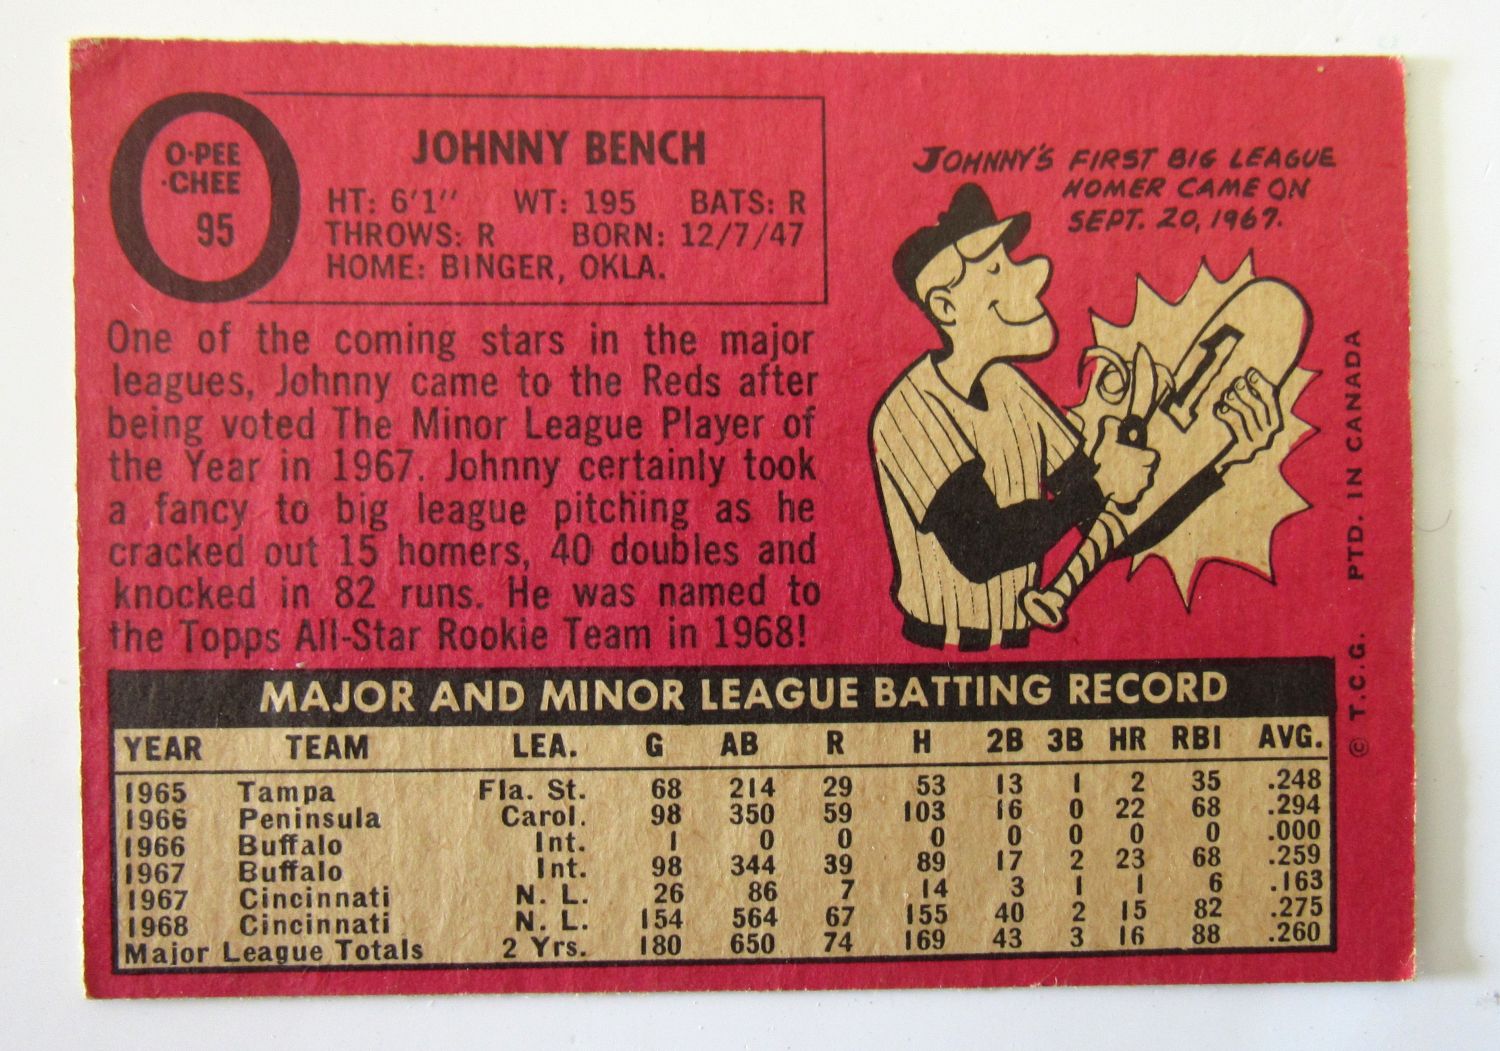 O-PEE
-CHEE
95
JOHNNY BENCH
HT: 6'1" WT: 195 BATS: R
THROWS: R BORN: 12/7/47
HOME: BINGER, OKLA.
JOHNNY'S FIRST BIG LEAGUE
HOMER CAME ON
SEPT. 20, 1967.
1
One of the coming stars in the major
leagues, Johnny came to the Reds after
being voted The Minor League Player of
the Year in 1967. Johnny certainly took
a fancy to big league pitching as he
cracked out 15 homers, 40 doubles and
knocked in 82 runs. He was named to
the Topps All-Star Rookie Team in 1968!
© T.C.G. PTD. IN CANADA
MAJOR AND MINOR LEAGUE BATTING RECORD
YEAR TEAM LEA. G AB R H 2B 3B HR RBI AVG.
1965 Tampa Fla. St. 68 214 29 53 13 1 2 35 .248
1966 Peninsula Carol. 98 350 59 103 16 0 22 68 .294
1966 Buffalo Int. 1 0 0 0 0 0 0 0 .000
1967 Buffalo Int. 98 344 39 89 17 2 23 68 .259
1967 Cincinnati N. L. 26 86 7 14 3 1 1 6 .163
1968 Cincinnati N. L. 154 564 67 155 40 2 15 82 .275
Major League Totals 2 Yrs. 180 650 74 169 43 3 16 88 .260